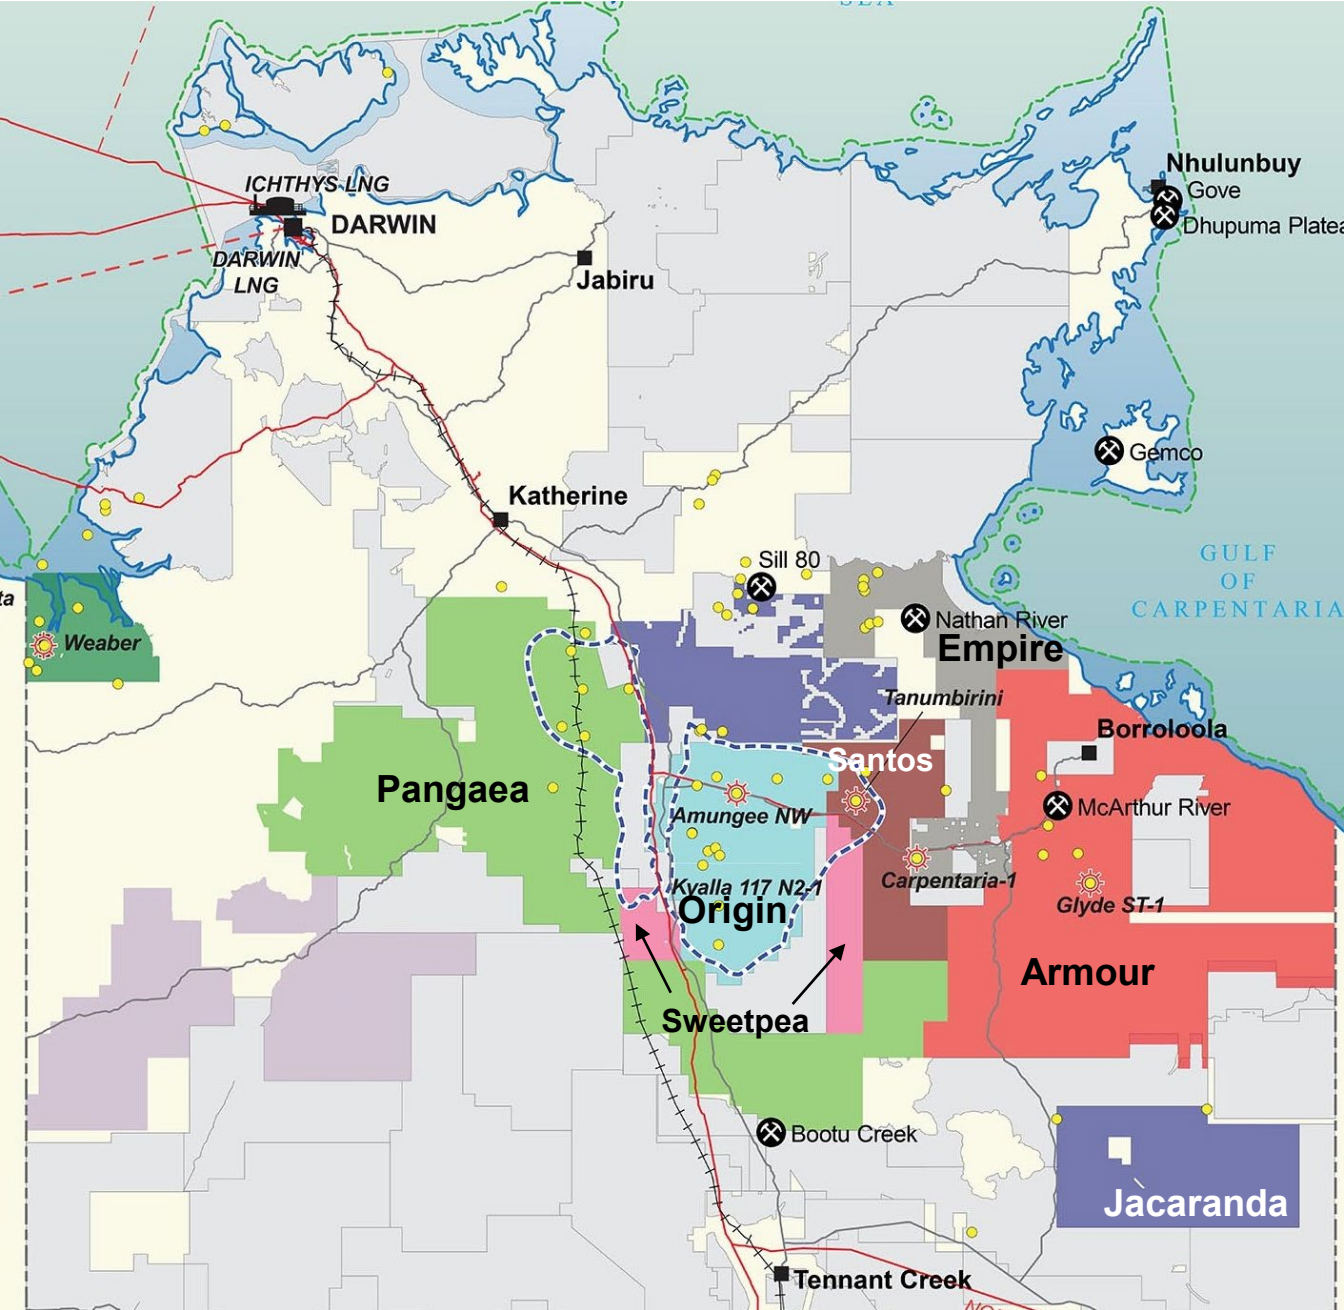 SEA
Nhulunbuy
Gove
Dhupuma Platea
ICHTHYS LNG
DARWIN
DARWIN
LNG
Jabiru
Gemco
Katherine
GULF
OF
CARPENTARIA
Sill 80
ta
Weaber
Nathan River
Empire
Tanumbirini
Borroloola
Santos
Pangaea
Amungee NW
McArthur River
Carpentaria-1
Kyalla 117 N2-1
Glyde ST-1
Origin
Armour
Sweetpea
Bootu Creek
Jacaranda
Tennant Creek